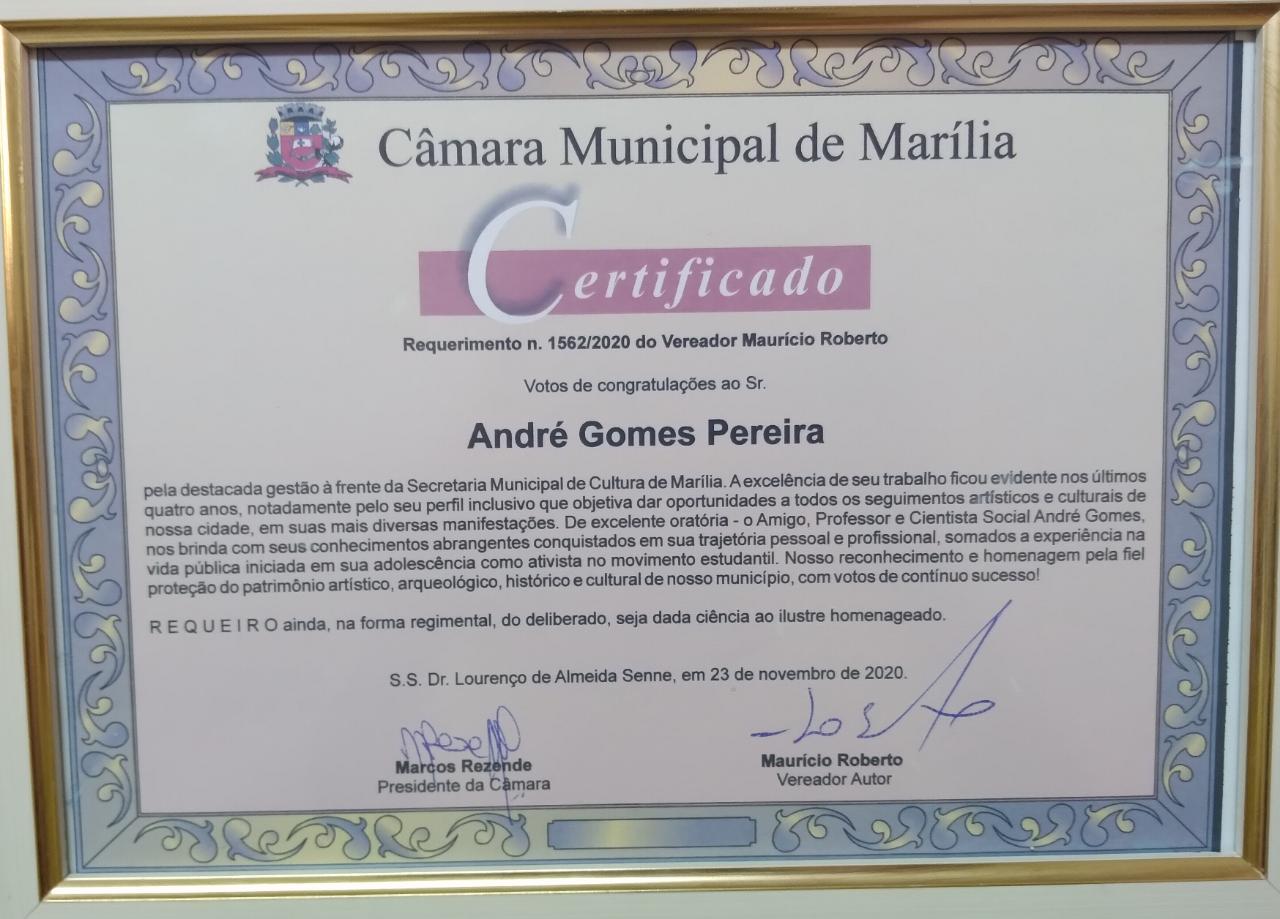 Câmara Municipal de Marília
Certificado
Requerimento n. 1562/2020 do Vereador Maurício Roberto
Votos de congratulações ao Sr.
André Gomes Pereira
pela destacada gestão à frente da Secretaria Municipal de Cultura de Marília. A excelência de seu trabalho ficou evidente nos últimos
quatro anos, notadamente pelo seu perfil inclusivo que objetiva dar oportunidades a todos os seguimentos artísticos e culturais de
nossa cidade, em suas mais diversas manifestações. De excelente oratória - o Amigo, Professor e Cientista Social André Gomes,
nos brinda com seus conhecimentos abrangentes conquistados em sua trajetória pessoal e profissional, somados a experiência na
vida pública iniciada em sua adolescência como ativista no movimento estudantil. Nosso reconhecimento e homenagem pela fiel
proteção do patrimônio artístico, arqueológico, histórico e cultural de nosso município, com votos de contínuo sucesso!
R E Q U E I R O ainda, na forma regimental, do deliberado, seja dada ciência ao ilustre homenageado.
S.S. Dr. Lourenço de Almeida Senne, em 23 de novembro de 2020.
Marcos Rezende
Presidente da Câmara
Maurício Roberto
Vereador Autor